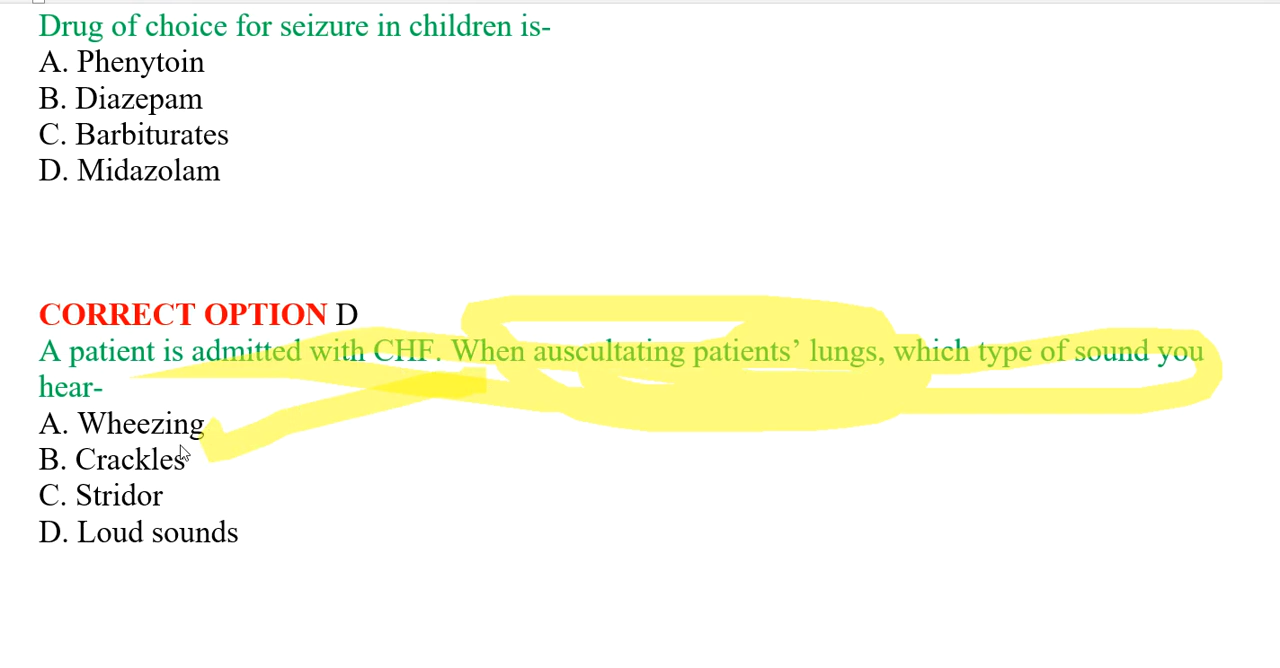 Drug of choice for seizure in children is-
A. Phenytoin
B. Diazepam
C. Barbiturates
D. Midazolam
CORRECT OPTION D
A patient is admitted with CHF. When auscultating patients’ lungs, which type of sound you
hear-
A. Wheezing
B. Crackles
C. Stridor
D. Loud sounds